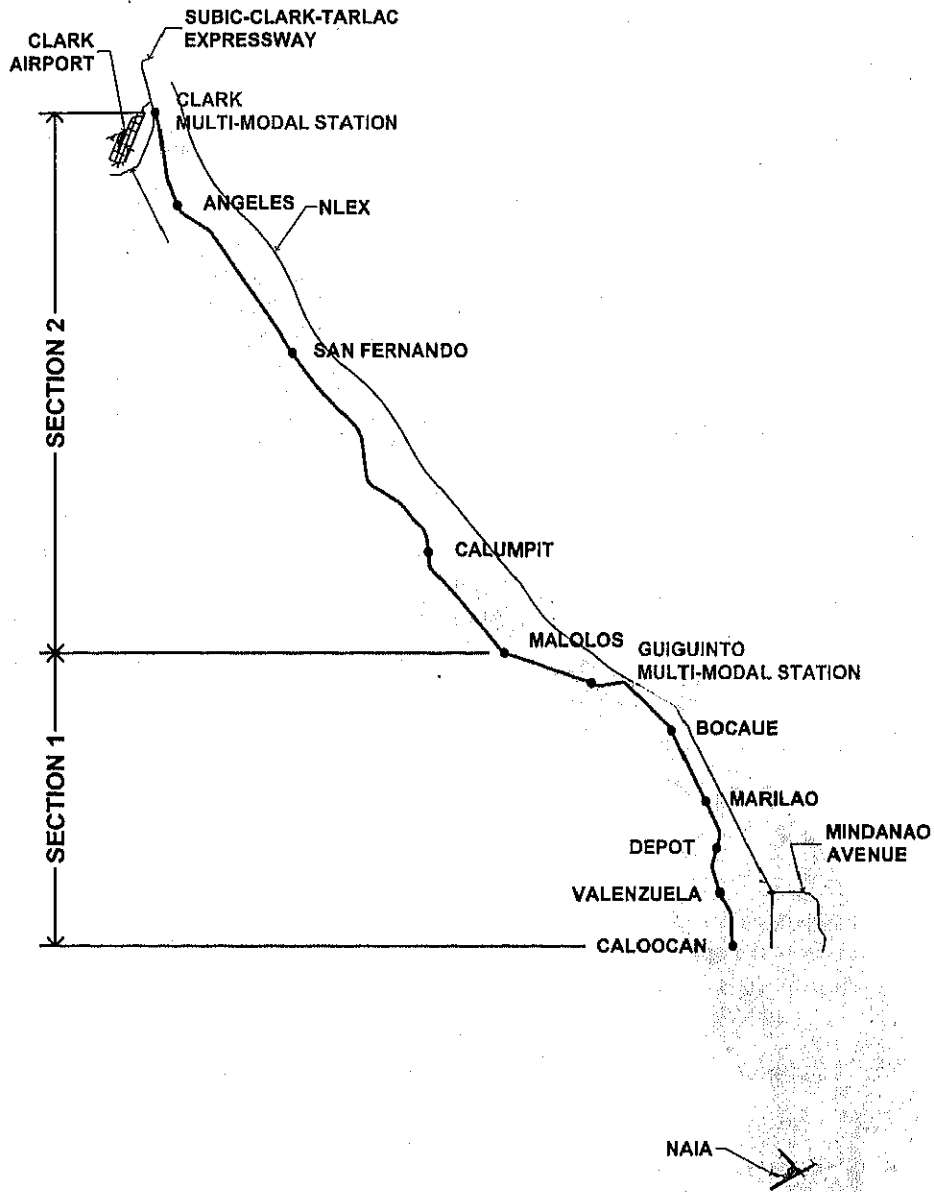 SUBIC-CLARK-TARLAC
EXPRESSWAY
CLARK
AIRPORT
CLARK
MULTI-MODAL STATION
ANGELES
NLEX
SECTION 2
SAN FERNANDO
CALUMPIT
MALOLOS
GUIGUINTO
MULTI-MODAL STATION
BOCAUE
SECTION 1
MARILAO
DEPOT
MINDANAO
AVENUE
VALENZUELA
CALOOCAN
NAIA